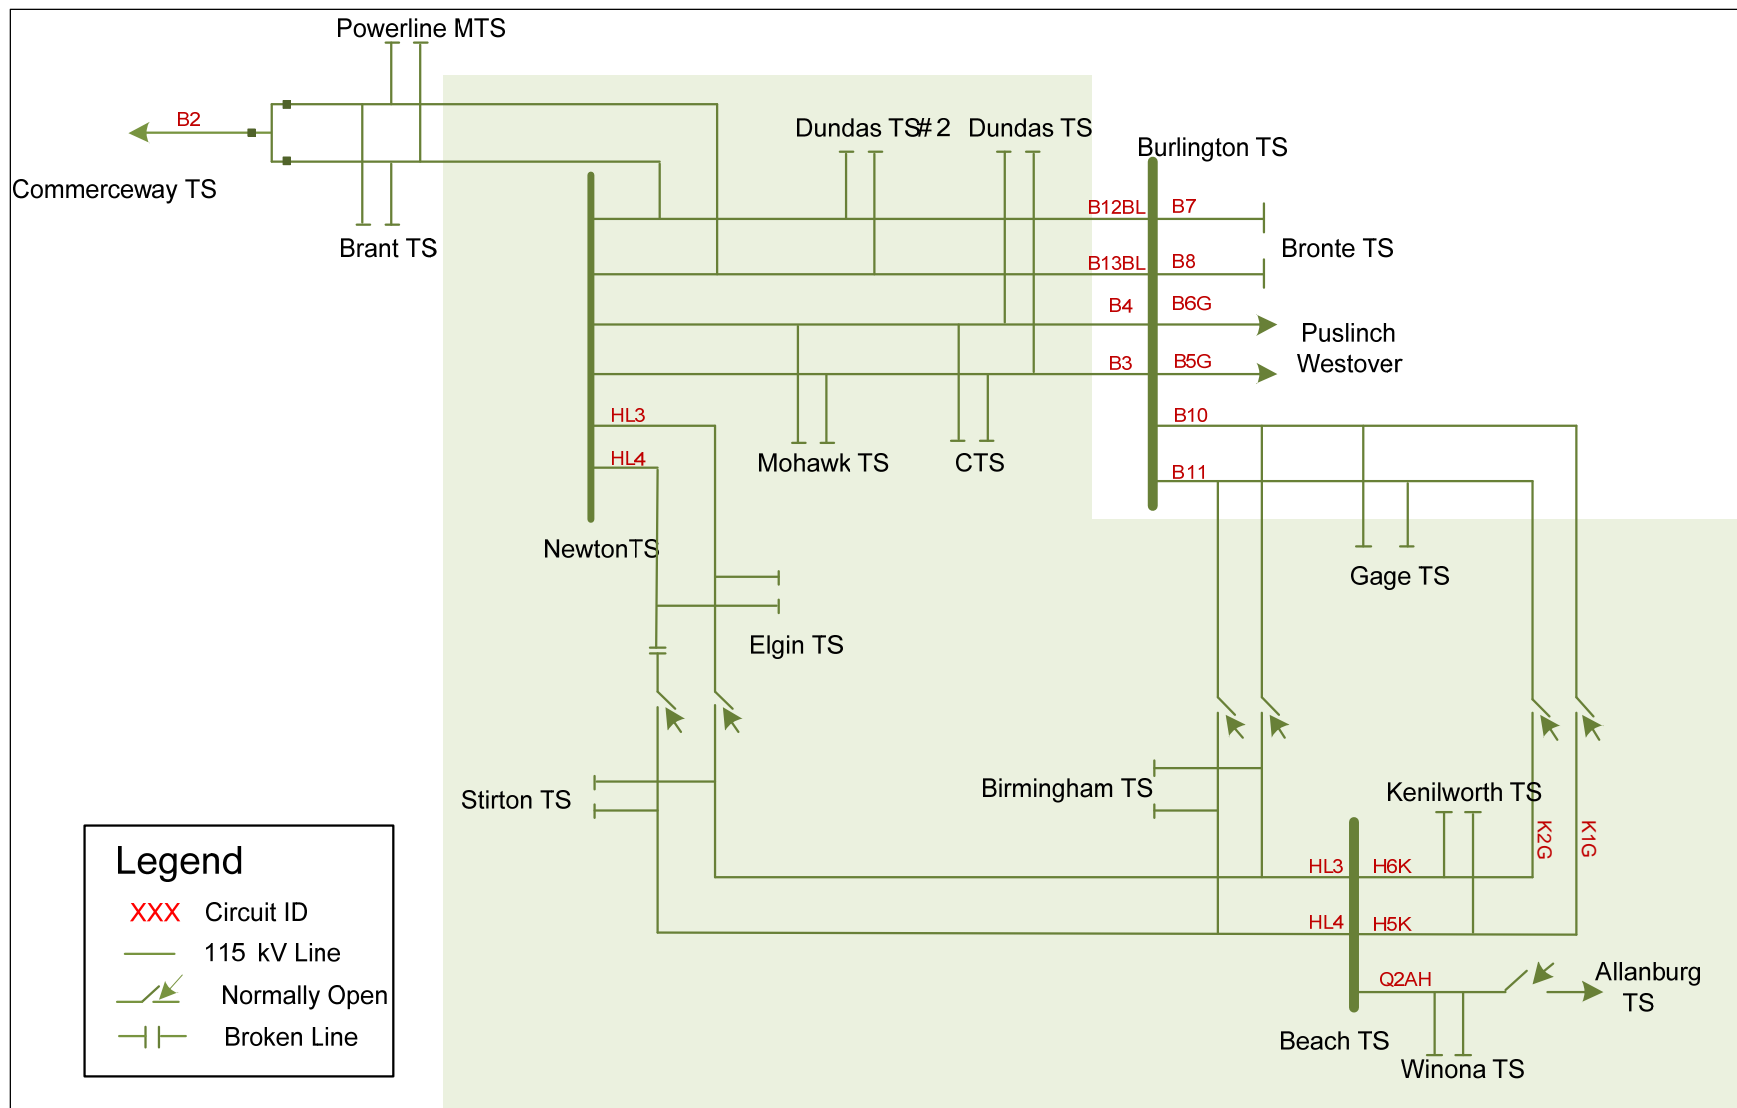 Powerline MTS
B2
Commerceway TS
Brant TS
Dundas TS#2
Dundas TS
Burlington TS
B12BL
B7
Bronte TS
B13BL
B8
B4
B6G
Puslinch
Westover
B3
B5G
HL3
HL4
Mohawk TS
CTS
B10
B11
NewtonTS
Gage TS
Elgin TS
Stirton TS
Birmingham TS
Kenilworth TS
K2G
K1G
HL3
H6K
HL4
H5K
Q2AH
Allanburg
TS
Beach TS
Winona TS
Legend
XXX Circuit ID
115 kV Line
Normally Open
Broken Line